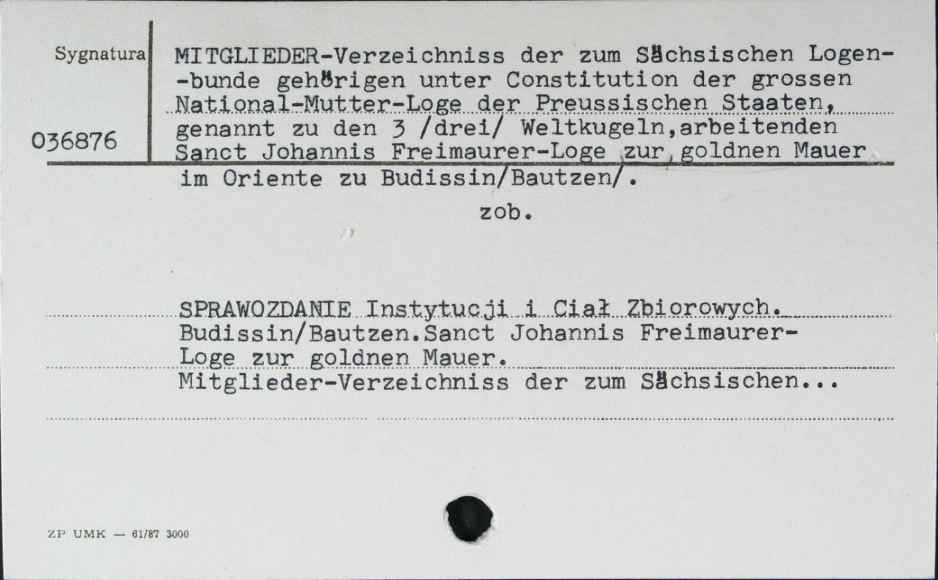 Sygnatura
036876
MITGLIEDER-Verzeichniss der zum Sächsischen Logen-
-bunde gehörigen unter Constitution der grossen
National-Mutter-Loge der Preussischen Staaten,
genannt zu den 3 /drei/ Weltkugeln,arbeitenden
Sanct Johannis Freimaurer-Loge zur goldnen Mauer
im Oriente zu Budissin/Bautzen/.
zob.
SPRAWOZDANIE Instytucji i Ciał Zbiorowych.
Budissin/Bautzen.Sanct Johannis Freimaurer-
Loge zur goldnen Mauer.
Mitglieder-Verzeichniss der zum Sächsischen...
ZP UMK — 61/87 3000